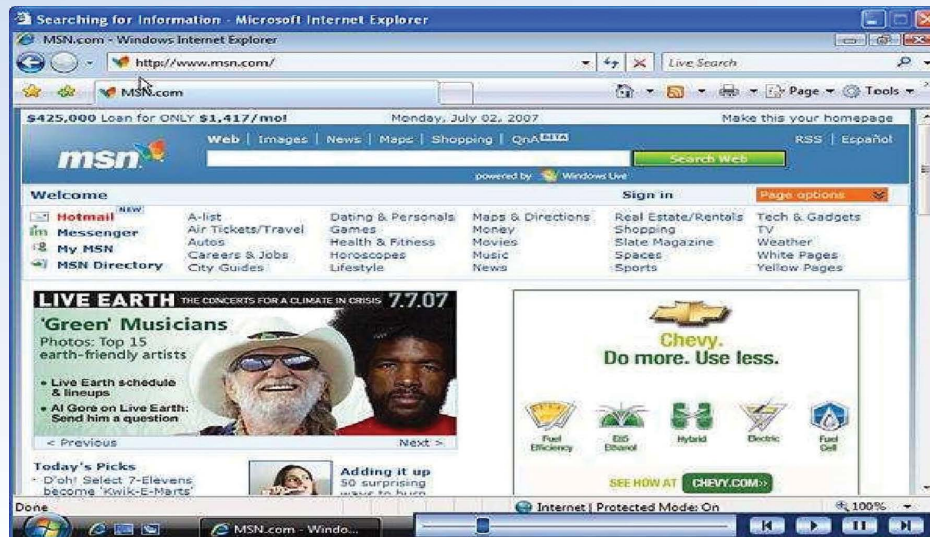 Searching for Information - Microsoft Internet Explorer
MSN.com - Windows Internet Explorer
http://www.msn.com/
Live Search
MSN.com
Page
Tools
$425,000 Loan for ONLY $1,417/mo!
Monday, July 02, 2007
Make this your homepage
Web | Images | News | Maps | Shopping | QnA BETA
RSS | Español
msn
Search Web
powered by Windows Live
Welcome
Sign in
Page options
Hotmail NEW
Messenger
My MSN
MSN Directory
A-list
Air Tickets/Travel
Autos
Careers & Jobs
City Guides
Dating & Personals
Games
Health & Fitness
Horoscopes
Lifestyle
Maps & Directions
Money
Movies
Music
News
Real Estate/Rentals
Shopping
Slate Magazine
Spaces
Sports
Tech & Gadgets
TV
Weather
White Pages
Yellow Pages
LIVE EARTH THE CONCERTS FOR A CLIMATE IN CRISIS 7.7.07
'Green' Musicians
Photos: Top 15
earth-friendly artists
• Live Earth schedule
& lineups
• Al Gore on Live Earth:
Send him a question
< Previous
Next >
Chevy.
Do more. Use less.
Fuel
Efficiency
E85
Ethanol
Hybrid
Electric
Fuel
Cell
SEE HOW AT CHEVY.COM>>
Today's Picks
- D'oh! Select 7-Elevens
become 'Kwik-E-Marts'
Adding it up
50 surprising
ways to burn
Done
Internet | Protected Mode: On
100%
MSN.com - Windo...